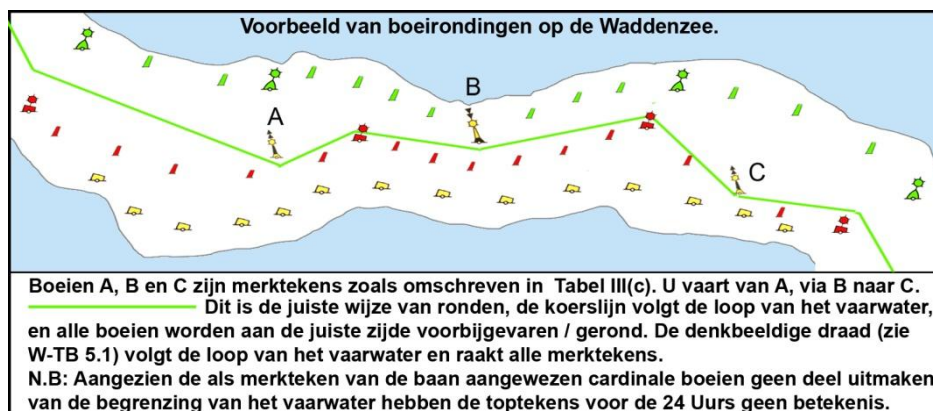 Voorbeeld van boeirondingen op de Waddenzee.
B
A
C
Boeien A, B en C zijn merktekens zoals omschreven in Tabel III(c). U vaart van A, via B naar C.
Dit is de juiste wijze van ronden, de koerslijn volgt de loop van het vaarwater,
en alle boeien worden aan de juiste zijde voorbijgevaren / gerond. De denkbeeldige draad (zie
W-TB 5.1) volgt de loop van het vaarwater en raakt alle merktekens.
N.B: Aangezien de als merkteken van de baan aangewezen cardinale boeien geen deel uitmaken
van de begrenzing van het vaarwater hebben de toptekens voor de 24 Uurs geen betekenis.